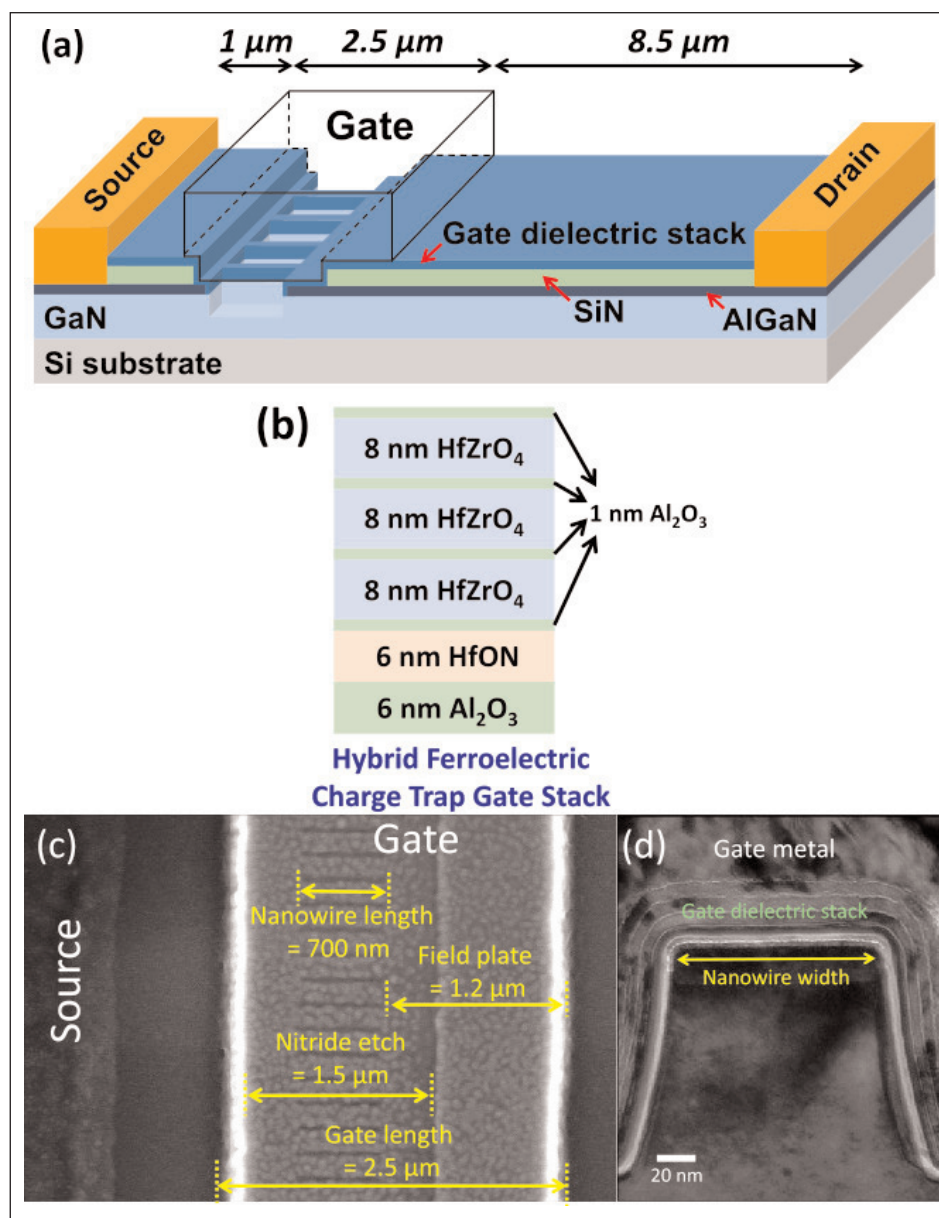 (a)
1 μm
2.5 μm
8.5 μm
Gate
Source
Drain
Gate dielectric stack
SiN
AlGaN
GaN
Si substrate
(b)
8 nm HfZrO₄
8 nm HfZrO₄
1 nm Al₂O₃
8 nm HfZrO₄
6 nm HfON
6 nm Al₂O₃
Hybrid Ferroelectric
Charge Trap Gate Stack
(c)
Gate
Source
Nanowire length
= 700 nm
Field plate
= 1.2 μm
Nitride etch
= 1.5 μm
Gate length
= 2.5 μm
(d)
Gate metal
Gate dielectric stack
Nanowire width
20 nm